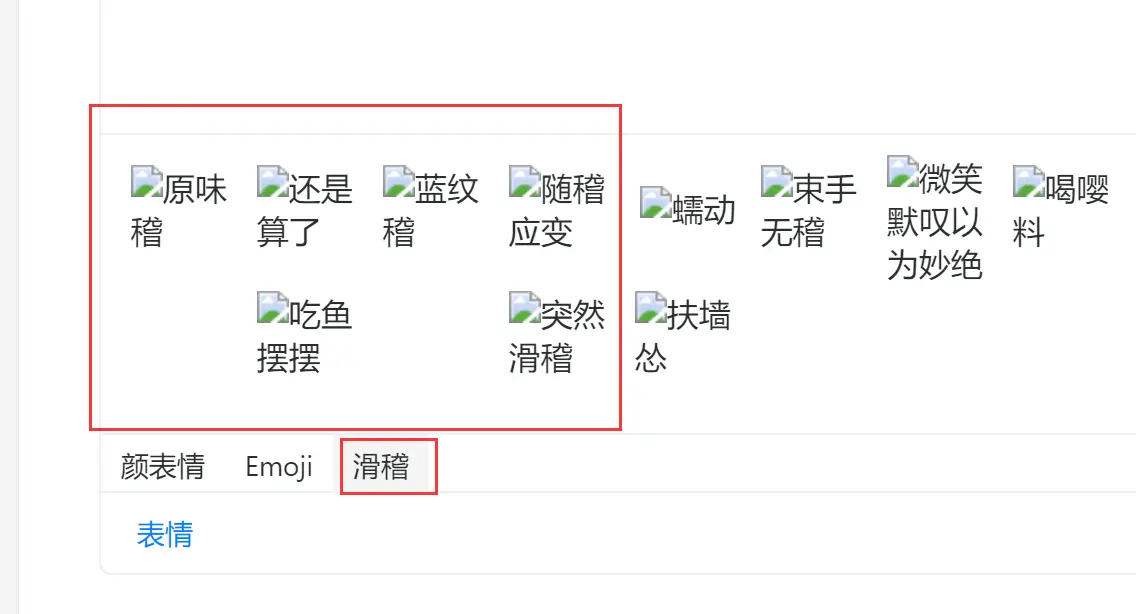 原味稽
还是算了
蓝纹稽
随稽应变
蠕动
束手无稽
微笑默叹以为妙绝
喝嘤料
吃鱼摆摆
突然滑稽
扶墙怂
颜表情 Emoji 滑稽
表情